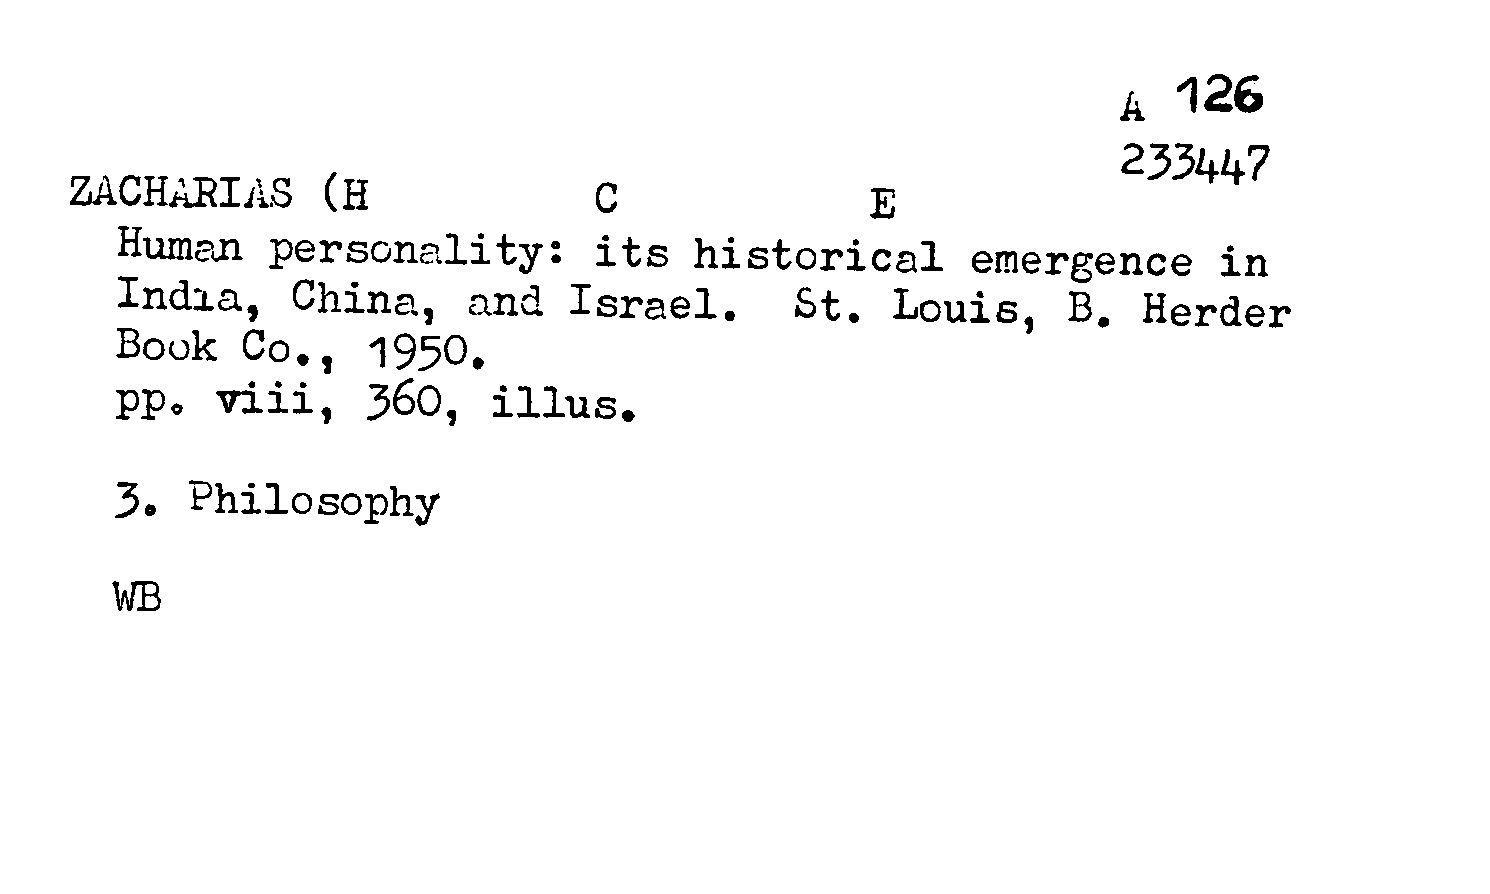 A 126
233447
ZACHARIAS (H C E
Human personality: its historical emergence in
India, China, and Israel. St. Louis, B. Herder
Book Co., 1950.
pp. viii, 360, illus.
3. Philosophy
WB